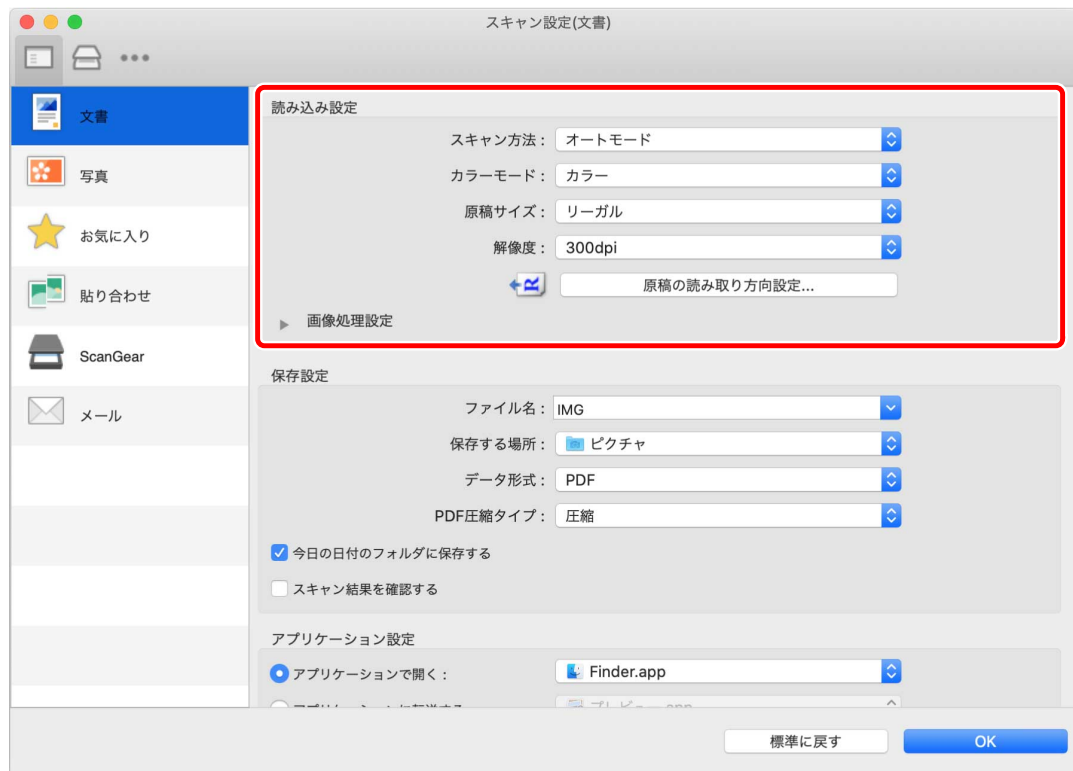 スキャン設定(文書)
文書
写真
お気に入り
貼り合わせ
ScanGear
メール
読み込み設定
スキャン方法： オートモード
カラーモード： カラー
原稿サイズ： リーガル
解像度： 300dpi
R 原稿の読み取り方向設定...
画像処理設定
保存設定
ファイル名： IMG
保存する場所： ピクチャ
データ形式： PDF
PDF圧縮タイプ： 圧縮
今日の日付のフォルダに保存する
スキャン結果を確認する
アプリケーション設定
アプリケーションで開く： Finder.app
標準に戻す OK